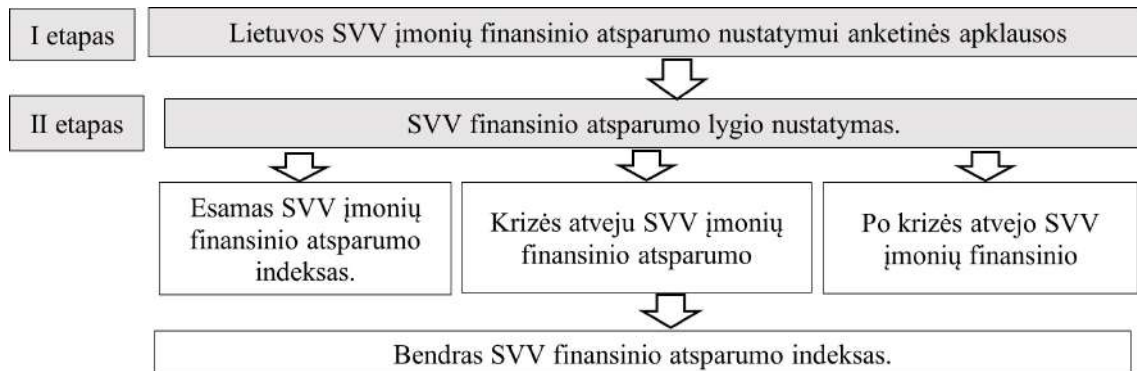 I etapas
Lietuvos SVV įmonių finansinio atsparumo nustatymui anketinės apklausos
II etapas
SVV finansinio atsparumo lygio nustatymas.
Esamas SVV įmonių
finansinio atsparumo
indeksas.
Krizės atveju SVV įmonių
finansinio atsparumo
Po krizės atvejo SVV
įmonių finansinio
Bendras SVV finansinio atsparumo indeksas.